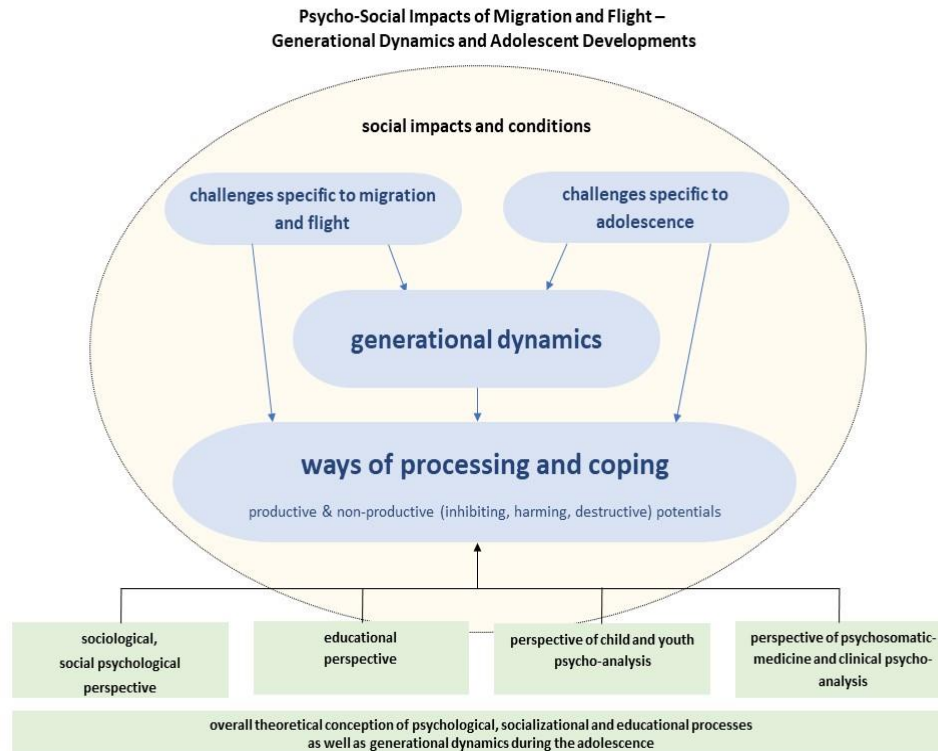 Psycho-Social Impacts of Migration and Flight –
Generational Dynamics and Adolescent Developments
social impacts and conditions
challenges specific to migration
and flight
challenges specific to
adolescence
generational dynamics
ways of processing and coping
productive & non-productive (inhibiting, harming, destructive) potentials
sociological,
social psychological
perspective
educational
perspective
perspective of child and youth
psycho-analysis
perspective of psychosomatic-
medicine and clinical psycho-
analysis
overall theoretical conception of psychological, socializational and educational processes
as well as generational dynamics during the adolescence